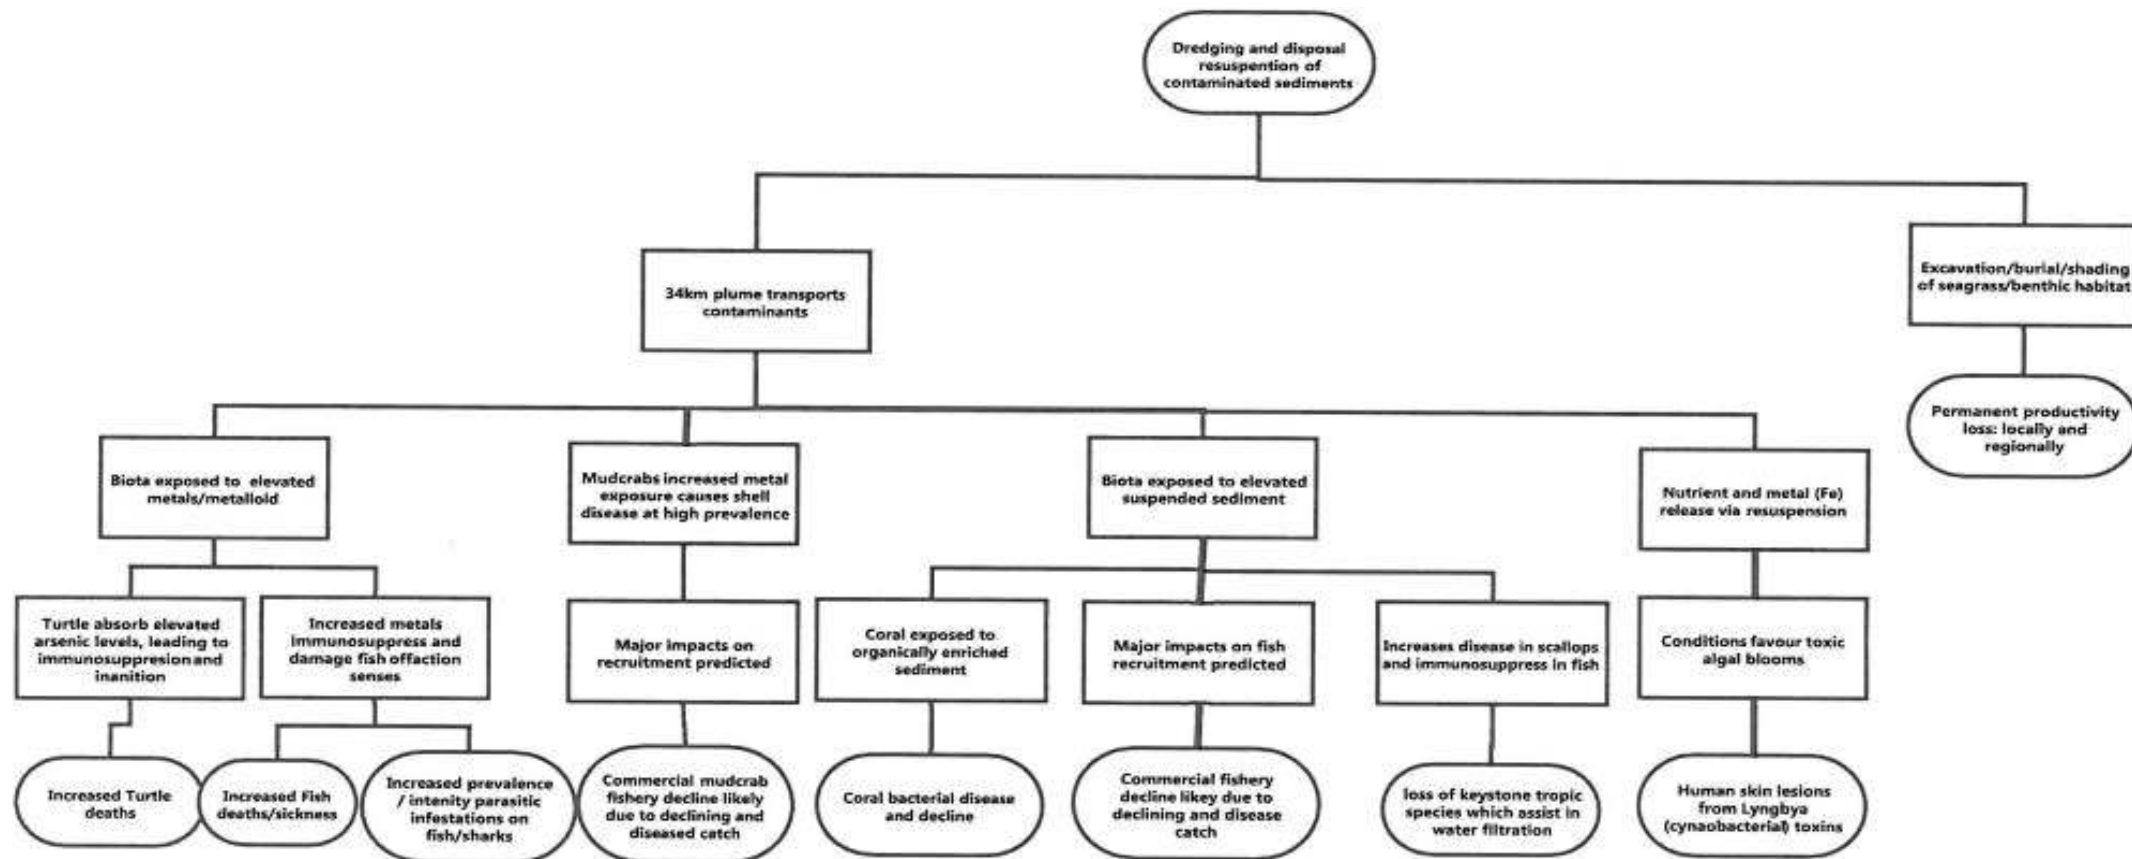 Dredging and disposal
resuspention of
contaminated sediments
34km plume transports
contaminants
Excavation/burial/shading
of seagrass/benthic habitat
Permanent productivity
loss: locally and
regionally
Biota exposed to elevated
metals/metalloid
Mudcrabs increased metal
exposure causes shell
disease at high prevalence
Biota exposed to elevated
suspended sediment
Nutrient and metal (Fe)
release via resuspension
Turtle absorb elevated
arsenic levels, leading to
immunosuppresion and
inanition
Increased metals
immunosuppress and
damage fish offaction
senses
Major impacts on
recruitment predicted
Coral exposed to
organically enriched
sediment
Major impacts on fish
recruitment predicted
Increases disease in scallops
and immunosuppress in fish
Conditions favour toxic
algal blooms
Increased Turtle
deaths
Increased Fish
deaths/sickness
Increased prevalence
/ intenity parasitic
infestations on
fish/sharks
Commercial mudcrab
fishery decline likely
due to declining and
diseased catch
Coral bacterial disease
and decline
Commercial fishery
decline likey due to
declining and disease
catch
loss of keystone tropic
species which assist in
water filtration
Human skin lesions
from Lyngbya
(cynaobacterial) toxins